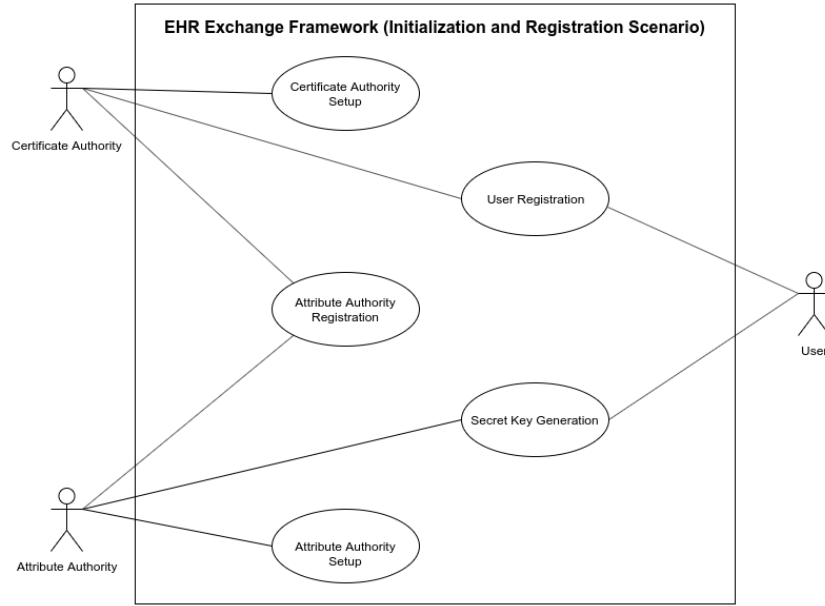 EHR Exchange Framework (Initialization and Registration Scenario)
Certificate Authority
Setup
Certificate Authority
User Registration
Attribute Authority
Registration
User
Secret Key Generation
Attribute Authority
Setup
Attribute Authority